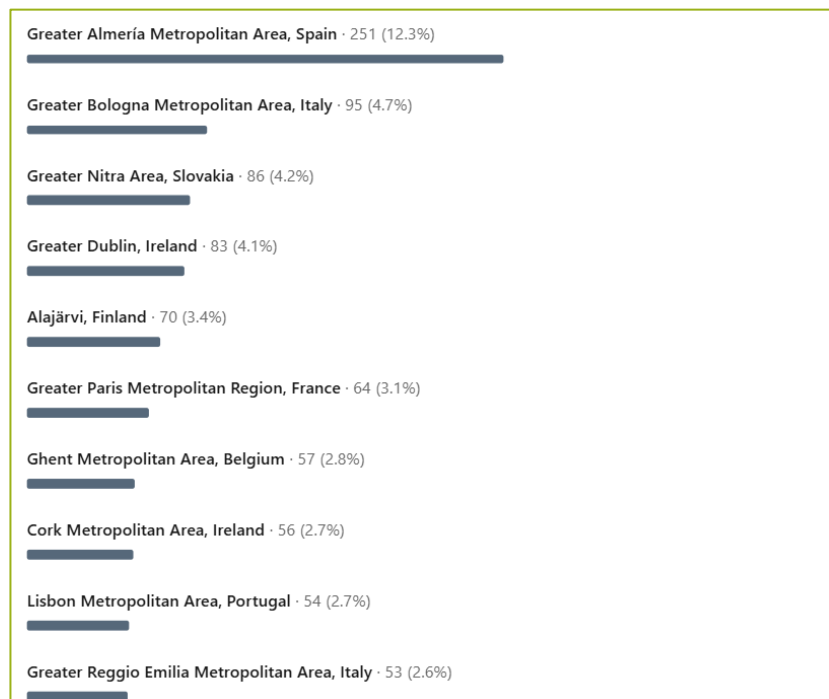 Greater Almería Metropolitan Area, Spain · 251 (12.3%)
Greater Bologna Metropolitan Area, Italy · 95 (4.7%)
Greater Nitra Area, Slovakia · 86 (4.2%)
Greater Dublin, Ireland · 83 (4.1%)
Alajärvi, Finland · 70 (3.4%)
Greater Paris Metropolitan Region, France · 64 (3.1%)
Ghent Metropolitan Area, Belgium · 57 (2.8%)
Cork Metropolitan Area, Ireland · 56 (2.7%)
Lisbon Metropolitan Area, Portugal · 54 (2.7%)
Greater Reggio Emilia Metropolitan Area, Italy · 53 (2.6%)